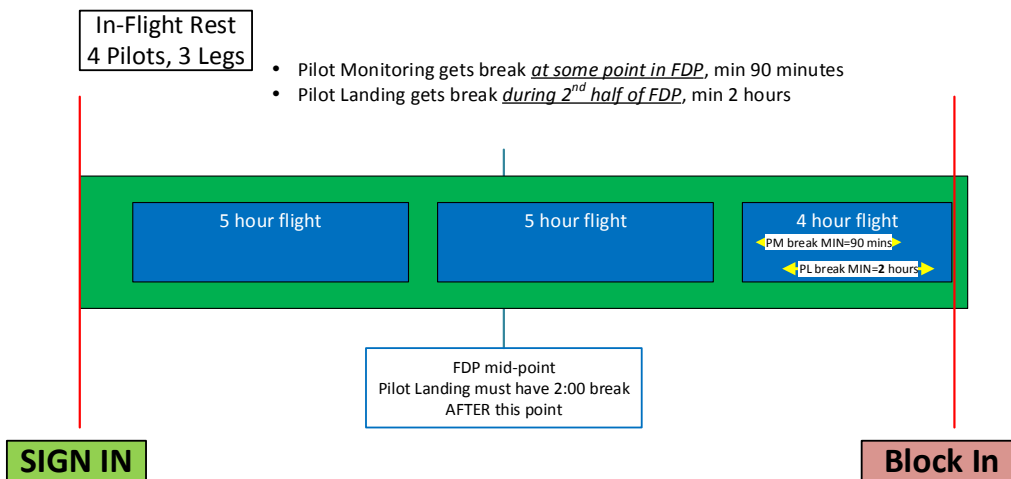 In-Flight Rest
4 Pilots, 3 Legs
• Pilot Monitoring gets break at some point in FDP, min 90 minutes
• Pilot Landing gets break during 2nd half of FDP, min 2 hours
5 hour flight
5 hour flight
4 hour flight
PM break MIN=90 mins
PL break MIN=2 hours
FDP mid-point
Pilot Landing must have 2:00 break
AFTER this point
SIGN IN
Block In